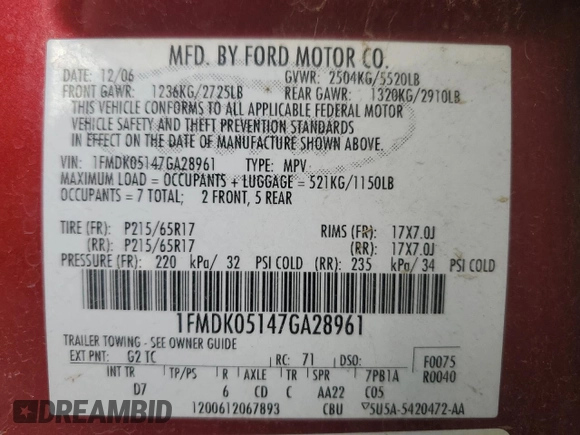 MFD. BY FORD MOTOR CO.
DATE: 12/06 GVWR: 2504KG/5520LB
FRONT GAWR: 1236KG/2725LB REAR GAWR: 1320KG/2910LB
THIS VEHICLE CONFORMS TO ALL APPLICABLE FEDERAL MOTOR
VEHICLE SAFETY AND THEFT PREVENTION STANDARDS
IN EFFECT ON THE DATE OF MANUFACTURE SHOWN ABOVE.
VIN: 1FMDK05147GA28961 TYPE: MPV
MAXIMUM LOAD = OCCUPANTS + LUGGAGE = 521KG/1150LB
OCCUPANTS = 7 TOTAL; 2 FRONT, 5 REAR
TIRE (FR): P215/65R17 RIMS (FR): 17X7.0J
(RR): P215/65R17 (RR): 17X7.0J
PRESSURE (FR): 220 kPa/ 32 PSI COLD (RR): 235 kPa/ 34 PSI COLD
1FMDK05147GA28961
TRAILER TOWING - SEE OWNER GUIDE
EXT PNT: G2 TC RC: 71 DSO: F0075
INT TR TP/PS R AXLE TR SPR 7PB1A R0040
D7 6 CD C AA22 C05
1200612067893 CBU 5U5A-5420472-AA
DREAMBID